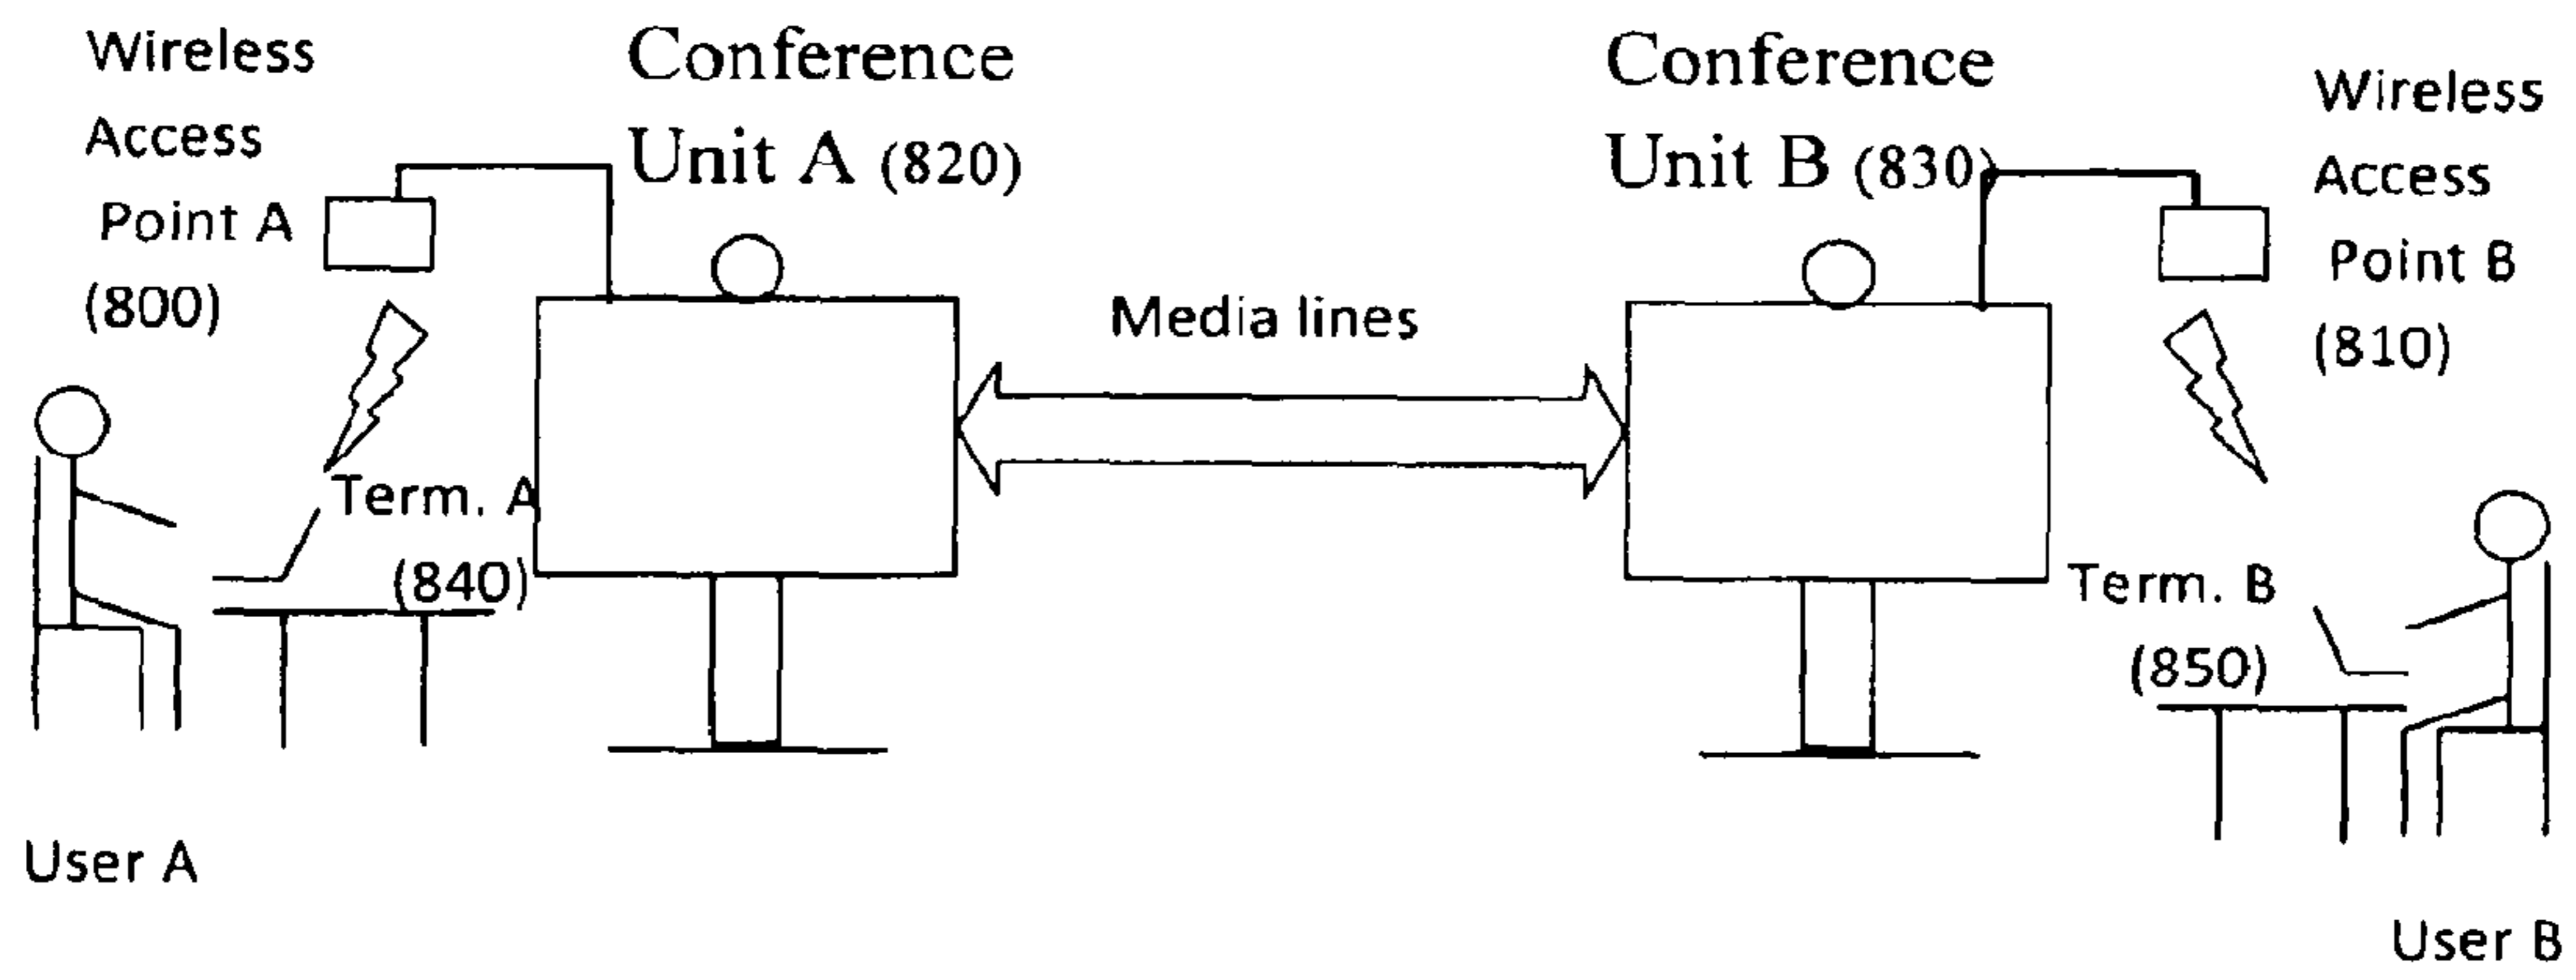 Wireless
Access
Point A
(800)
Conference
Unit A (820)
Conference
Unit B (830)
Wireless
Access
Point B
(810)
Media lines
Term. A
(840)
Term. B
(850)
User A
User B